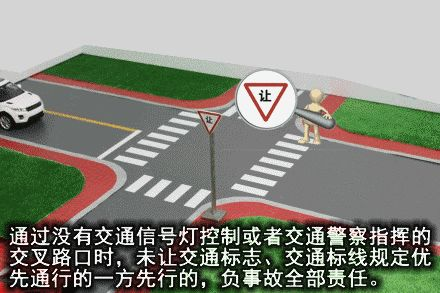 让
让
通过没有交通信号灯控制或者交通警察指挥的
交叉路口时，未让交通标志、交通标线规定优
先通行的一方先行的，负事故全部责任。